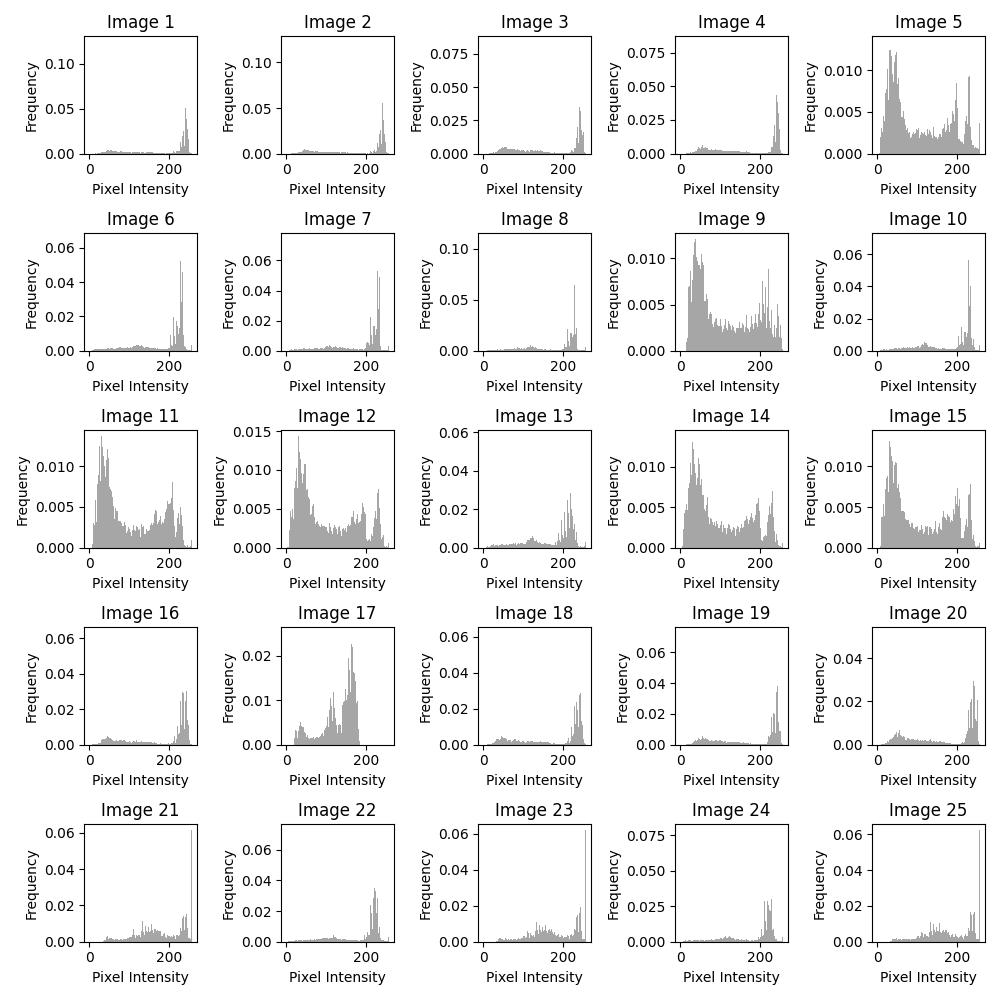 Image 1 Image 2 Image 3 Image 4 Image 5
Frequency Frequency Frequency Frequency Frequency
0.10 0.10 0.075 0.075 0.010
0.05 0.05 0.050 0.050 0.005
0.025 0.025
0.00 0.00 0.000 0.000 0.000
0 200 0 200 0 200 0 200 0 200
Pixel Intensity Pixel Intensity Pixel Intensity Pixel Intensity Pixel Intensity
Image 6 Image 7 Image 8 Image 9 Image 10
Frequency Frequency Frequency Frequency Frequency
0.06 0.06 0.10 0.010 0.06
0.04 0.04 0.05 0.005 0.04
0.02 0.02 0.02
0.00 0.00 0.00 0.000 0.00
0 200 0 200 0 200 0 200 0 200
Pixel Intensity Pixel Intensity Pixel Intensity Pixel Intensity Pixel Intensity
Image 11 Image 12 Image 13 Image 14 Image 15
Frequency Frequency Frequency Frequency Frequency
0.015 0.06
0.010 0.010 0.04 0.010 0.010
0.005 0.005 0.02 0.005 0.005
0.000 0.000 0.00 0.000 0.000
0 200 0 200 0 200 0 200 0 200
Pixel Intensity Pixel Intensity Pixel Intensity Pixel Intensity Pixel Intensity
Image 16 Image 17 Image 18 Image 19 Image 20
Frequency Frequency Frequency Frequency Frequency
0.06 0.02 0.06 0.06 0.04
0.04 0.01 0.04 0.04 0.02
0.02 0.02 0.02
0.00 0.00 0.00 0.00 0.00
0 200 0 200 0 200 0 200 0 200
Pixel Intensity Pixel Intensity Pixel Intensity Pixel Intensity Pixel Intensity
Image 21 Image 22 Image 23 Image 24 Image 25
Frequency Frequency Frequency Frequency Frequency
0.06 0.06 0.06 0.075 0.06
0.04 0.04 0.04 0.050 0.04
0.02 0.02 0.02 0.025 0.02
0.00 0.00 0.00 0.000 0.00
0 200 0 200 0 200 0 200 0 200
Pixel Intensity Pixel Intensity Pixel Intensity Pixel Intensity Pixel Intensity